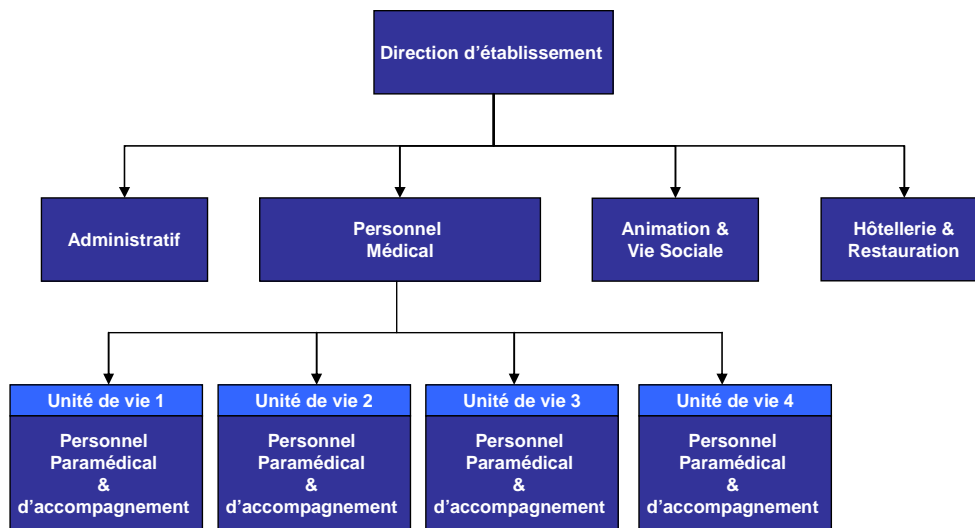 Direction d’établissement
Administratif
Personnel
Médical
Animation &
Vie Sociale
Hôtellerie &
Restauration
Unité de vie 1
Personnel
Paramédical
&
d’accompagnement
Unité de vie 2
Personnel
Paramédical
&
d’accompagnement
Unité de vie 3
Personnel
Paramédical
&
d’accompagnement
Unité de vie 4
Personnel
Paramédical
&
d’accompagnement